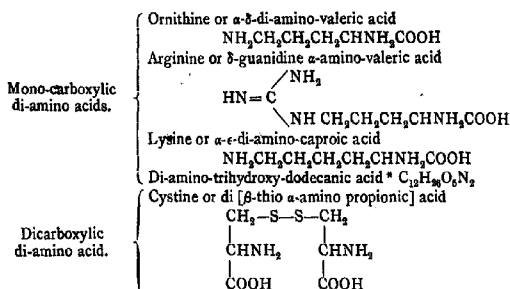 Mono-carboxylic
di-amino acids.
Ornithine or α-δ-di-amino-valeric acid
NH₂CH₂CH₂CH₂CHNH₂COOH
Arginine or δ-guanidine α-amino-valeric acid
NH₂
HN=C
NH CH₂CH₂CH₂CHNH₂COOH
Lysine or α-ε-di-amino-caproic acid
NH₂CH₂CH₂CH₂CH₂CHNH₂COOH
Di-amino-trihydroxy-dodecanic acid * C₁₂H₂₆O₅N₂
Dicarboxylic
di-amino acid.
Cystine or di [β-thio α-amino propionic] acid
CH₂–S–S–CH₂
CHNH₂ CHNH₂
COOH COOH